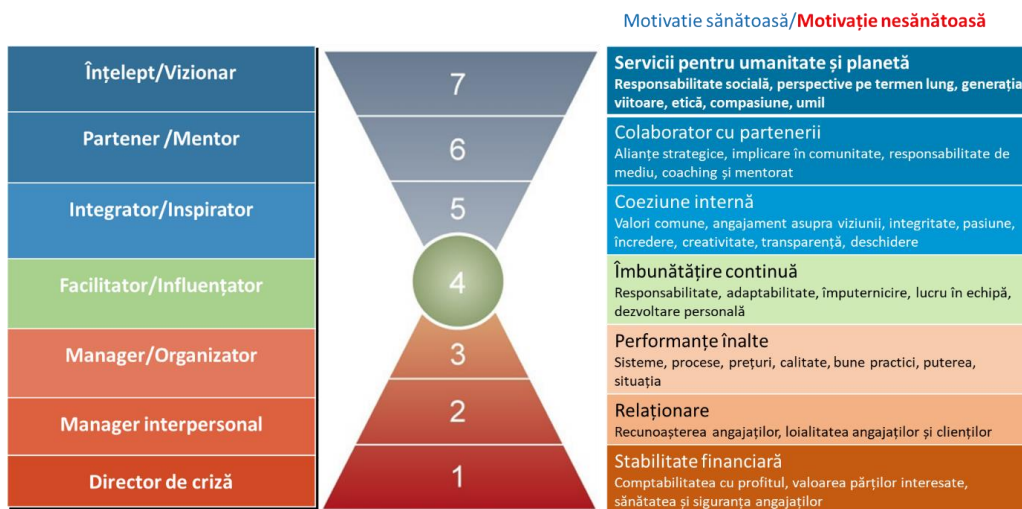 Motivatie sănătoasă/Motivație nesănătoasă
Înțelept/Vizionar
7
Servicii pentru umanitate și planetă
Responsabilitate socială, perspective pe termen lung, generația
viitoare, etică, compasiune, umil
Partener /Mentor
6
Colaborator cu partenerii
Alianțe strategice, implicare în comunitate, responsabilitate de
mediu, coaching și mentorat
Integrator/Inspirator
5
Coeziune internă
Valori comune, angajament asupra viziunii, integritate, pasiune,
încredere, creativitate, transparență, deschidere
Facilitator/Influențator
4
Îmbunătățire continuă
Responsabilitate, adaptabilitate, împuternicire, lucru în echipă,
dezvoltare personală
Manager/Organizator
3
Performanțe înalte
Sisteme, procese, prețuri, calitate, bune practici, puterea,
situația
Manager interpersonal
2
Relaționare
Recunoașterea angajaților, loialitatea angajaților și clienților
Director de criză
1
Stabilitate financiară
Comptabilitatea cu profitul, valoarea părților interesate,
sănătatea și siguranța angajaților